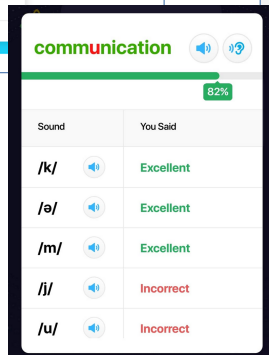 communication
82%
Sound You Said
/k/ Excellent
/ə/ Excellent
/m/ Excellent
/j/ Incorrect
/u/ Incorrect